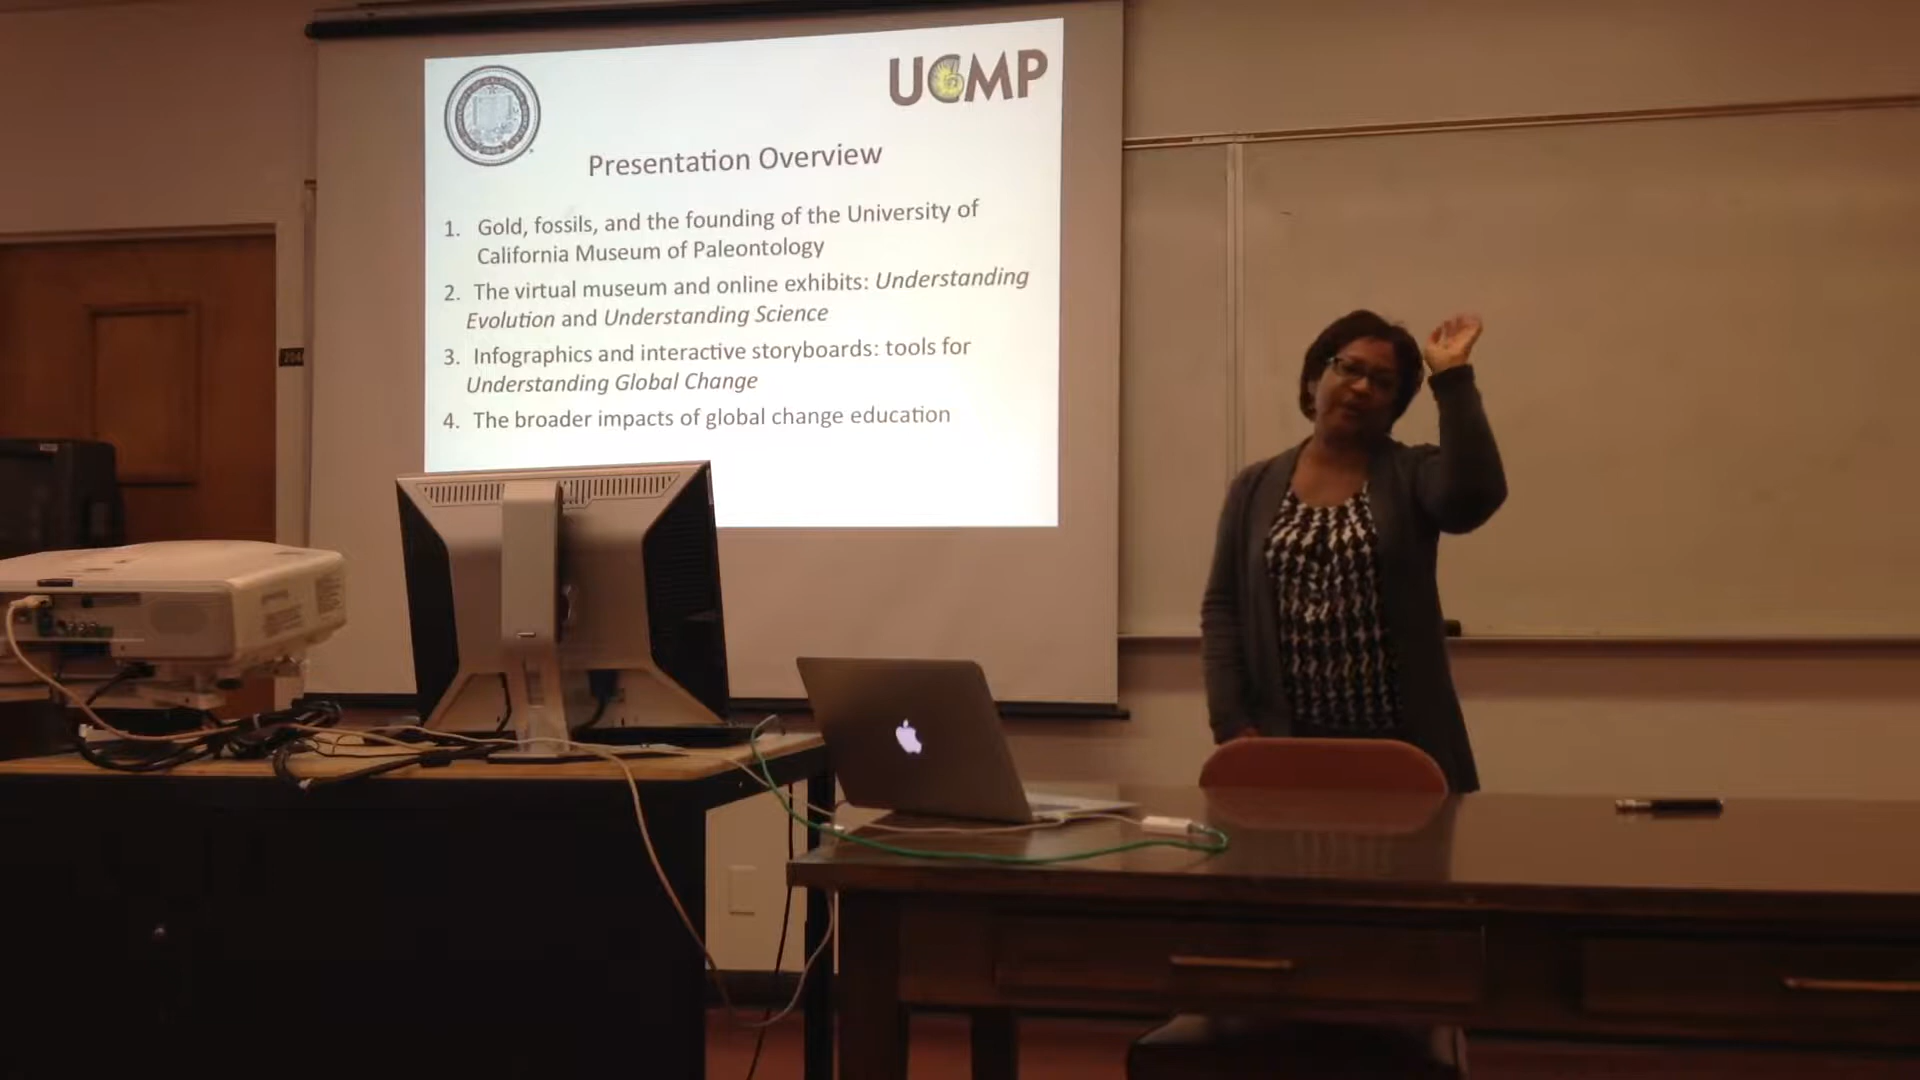 UCMP
Presentation Overview
1. Gold, fossils, and the founding of the University of
California Museum of Paleontology
2. The virtual museum and online exhibits: Understanding
Evolution and Understanding Science
3. Infographics and interactive storyboards: tools for
Understanding Global Change
4. The broader impacts of global change education